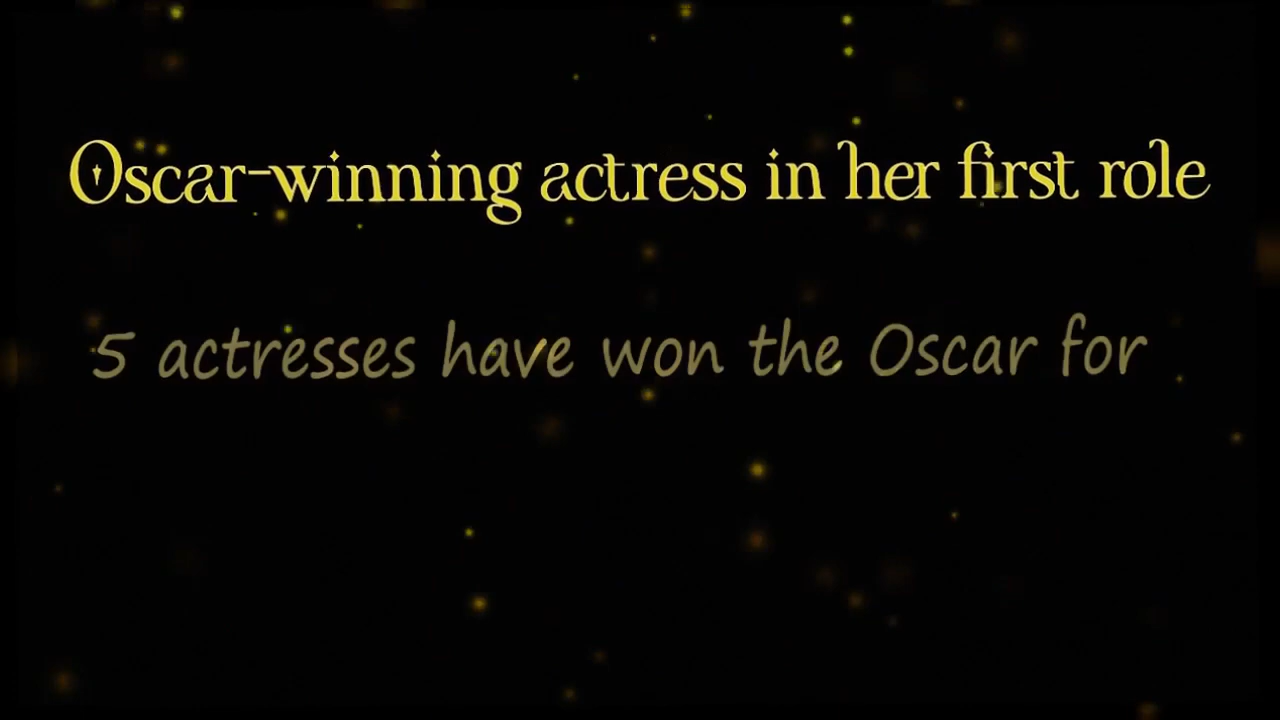 Oscar-winning actress in her first role
5 actresses have won the Oscar for